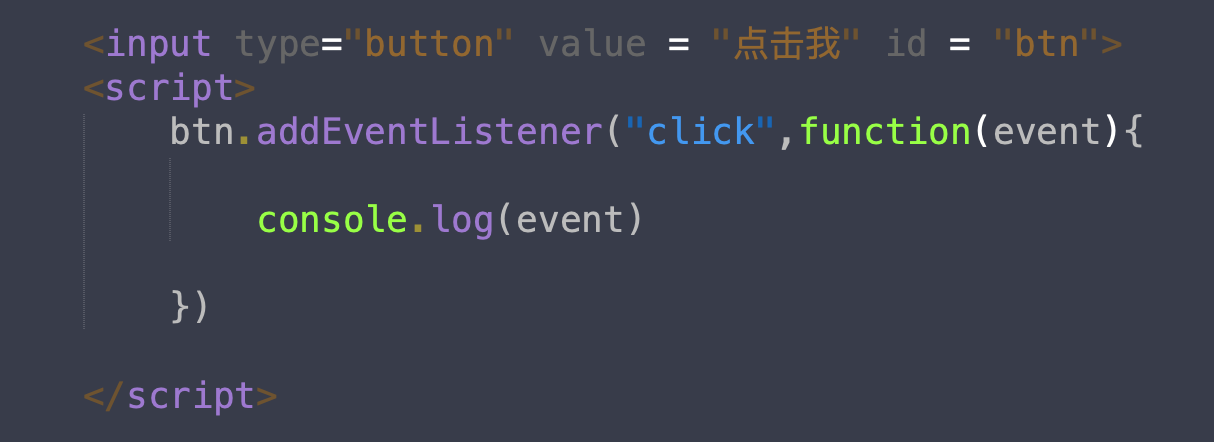 <input type="button" value = "点击我" id = "btn">
<script>
btn.addEventListener("click",function(event){
console.log(event)
})
</script>